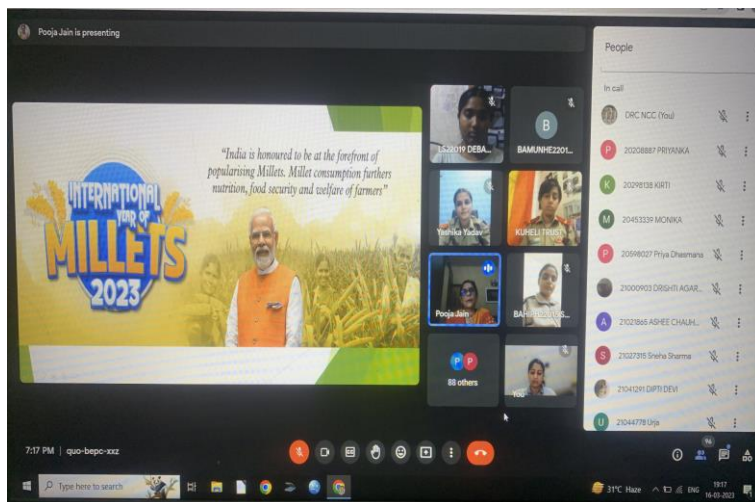 Pooja Jain is presenting
INTERNATIONAL
YEAR OF
MILLETS
2023
"India is honoured to be at the forefront of
popularising Millets. Millet consumption furthers
nutrition, food security and welfare of farmers"
B
BAMUNHE2201...
Yashika Yadav
KUHELI TRUST
Pooja Jain
P P
88 others
You
People
In call
DRC NCC (You)
P 20208887 PRIYANKA
K 20298138 KIRTI
M 20453339 MONIKA
P 20598027 Priya Dhasmana
21000903 DRISHTI AGAR...
A 21021865 ASHEE CHAUH...
S 21027315 Sneha Sharma
21041291 DIPTI DEVI
U 21044778 Urja
7:17 PM | quo-bepc-xxz
94
Type here to search
31°C Haze
ENG
19:17
16-03-2023